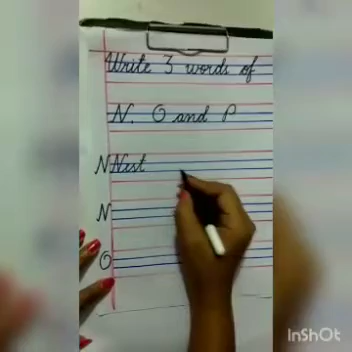 Write 3 words of
N. O and P
N Nest
N
O
InShOt